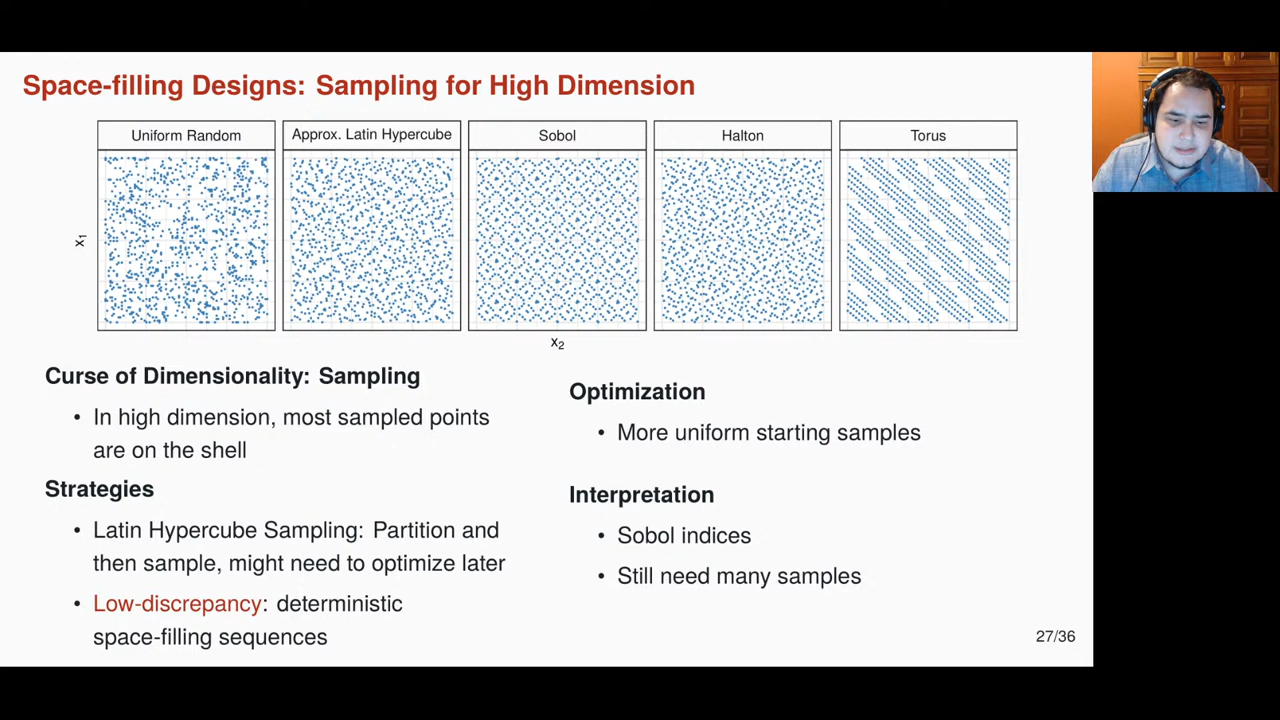 Space-filling Designs: Sampling for High Dimension
Uniform Random
Approx. Latin Hypercube
Sobol
Halton
Torus
x1
x2
Curse of Dimensionality: Sampling
• In high dimension, most sampled points
are on the shell
Strategies
• Latin Hypercube Sampling: Partition and
then sample, might need to optimize later
• Low-discrepancy: deterministic
space-filling sequences
Optimization
• More uniform starting samples
Interpretation
• Sobol indices
• Still need many samples
27/36